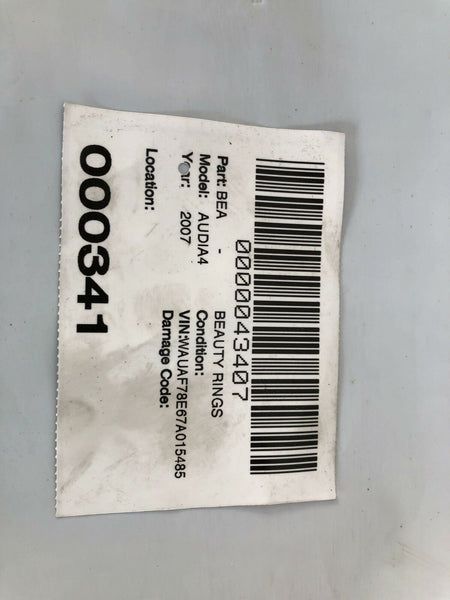 0000043407
Part: BEA - BEAUTY RINGS
Model: AUDIA4 Condition:
Year: 2007 VIN:WAUAF78E67A015485
Damage Code:
Location:
000341